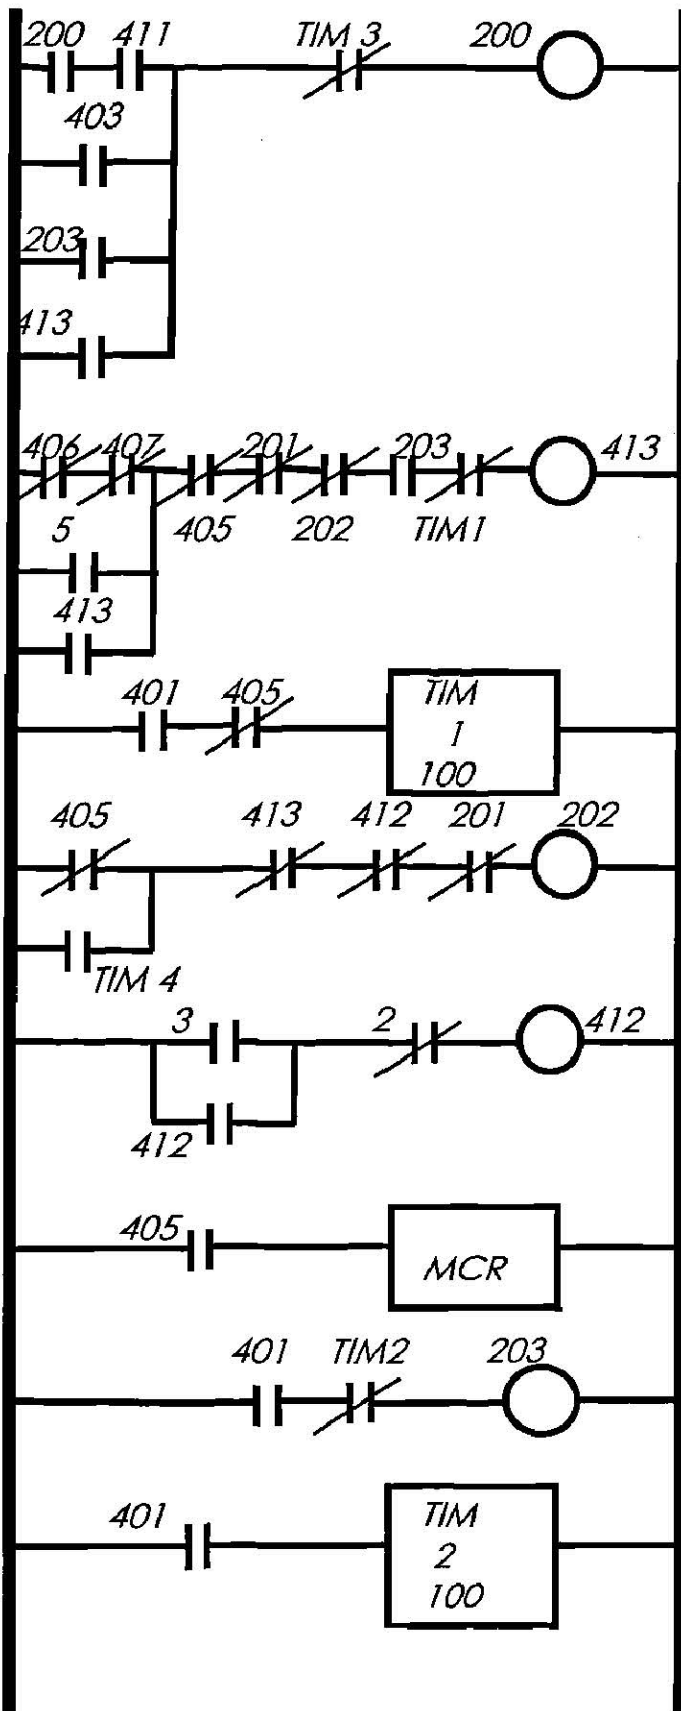 200 411 TIM 3 200
403
203
413
406 407 201 203 413
5 405 202 TIM1
413
401 405 TIM
1
100
405 413 412 201 202
TIM 4
3 2 412
412
405 MCR
401 TIM2 203
401 TIM
2
100